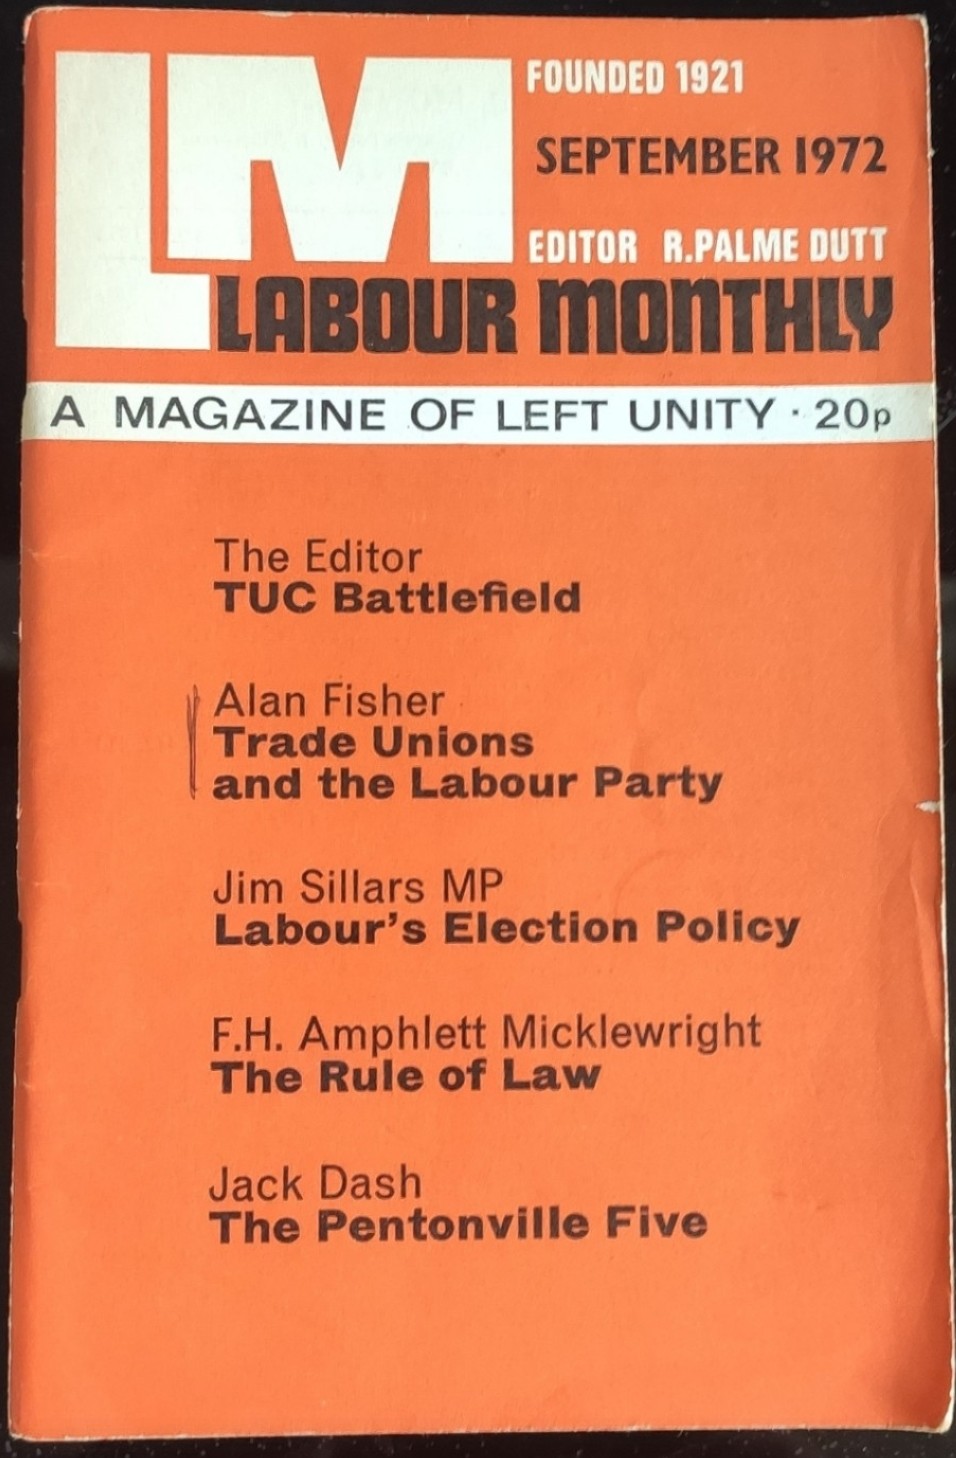 LM
FOUNDED 1921
SEPTEMBER 1972
EDITOR R.PALME DUTT
LABOUR MONTHLY
A MAGAZINE OF LEFT UNITY · 20p
The Editor
TUC Battlefield
Alan Fisher
Trade Unions
and the Labour Party
Jim Sillars MP
Labour's Election Policy
F.H. Amphlett Micklewright
The Rule of Law
Jack Dash
The Pentonville Five